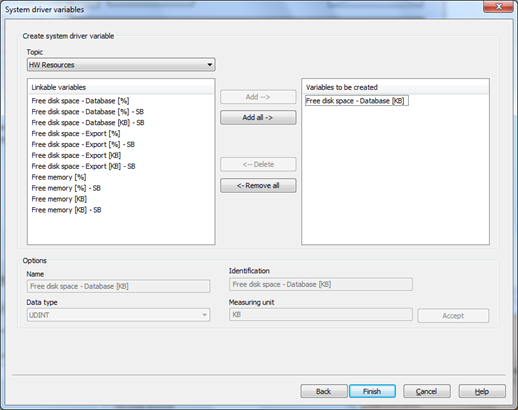 System driver variables
Create system driver variable
Topic
HW Resources
Linkable variables
Free disk space - Database [%]
Free disk space - Database [%] - SB
Free disk space - Database [KB] - SB
Free disk space - Export [%]
Free disk space - Export [%] - SB
Free disk space - Export [KB]
Free disk space - Export [KB] - SB
Free memory [%]
Free memory [%] - SB
Free memory [KB]
Free memory [KB] - SB
Add -->
Add all ->
<-- Delete
<- Remove all
Variables to be created
Free disk space - Database [KB]
Options
Name
Free disk space - Database [KB]
Identification
Free disk space - Database [KB]
Data type
UDINT
Measuring unit
KB
Accept
Back
Finish
Cancel
Help